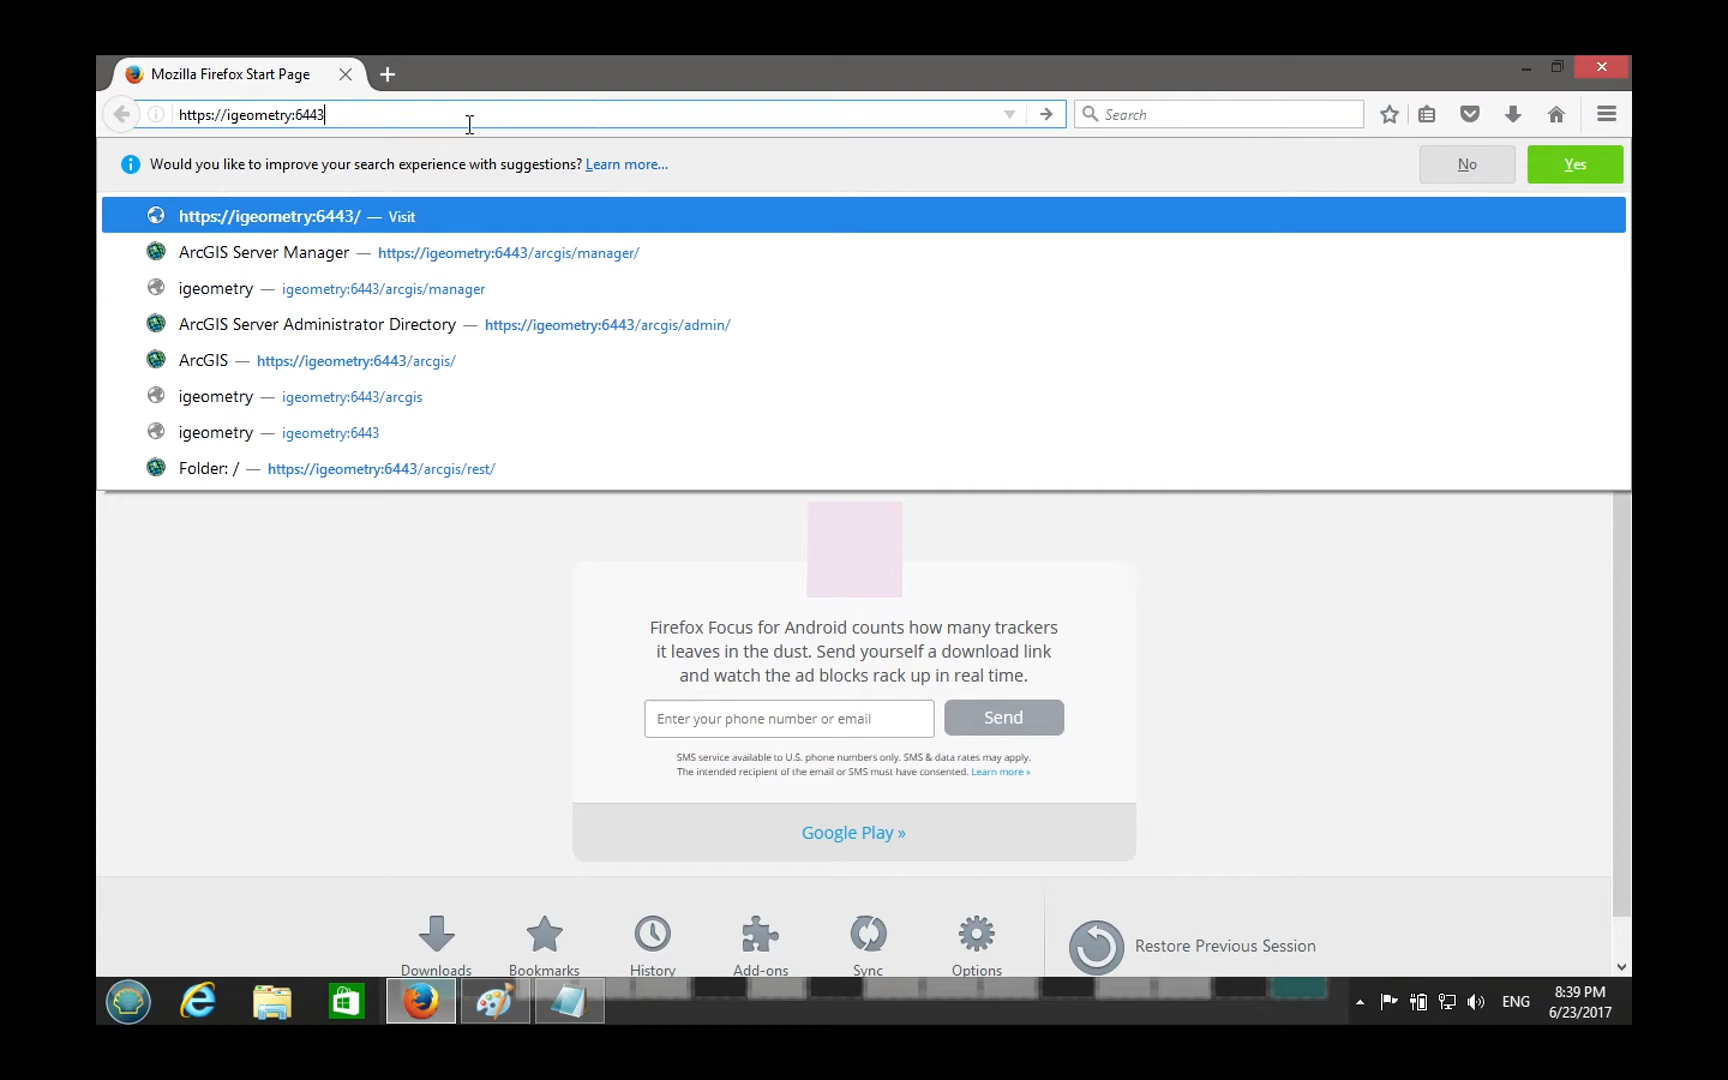 Mozilla Firefox Start Page
https://igeometry:6443
Search
Would you like to improve your search experience with suggestions? Learn more...
No
Yes
https://igeometry:6443/ — Visit
ArcGIS Server Manager — https://igeometry:6443/arcgis/manager/
igeometry — igeometry:6443/arcgis/manager
ArcGIS Server Administrator Directory — https://igeometry:6443/arcgis/admin/
ArcGIS — https://igeometry:6443/arcgis/
igeometry — igeometry:6443/arcgis
igeometry — igeometry:6443
Folder: / — https://igeometry:6443/arcgis/rest/
Firefox Focus for Android counts how many trackers
it leaves in the dust. Send yourself a download link
and watch the ad blocks rack up in real time.
Enter your phone number or email
Send
SMS service available to U.S. phone numbers only. SMS & data rates may apply.
The intended recipient of the email or SMS must have consented. Learn more »
Google Play »
Downloads
Bookmarks
History
Add-ons
Sync
Options
Restore Previous Session
ENG
8:39 PM
6/23/2017